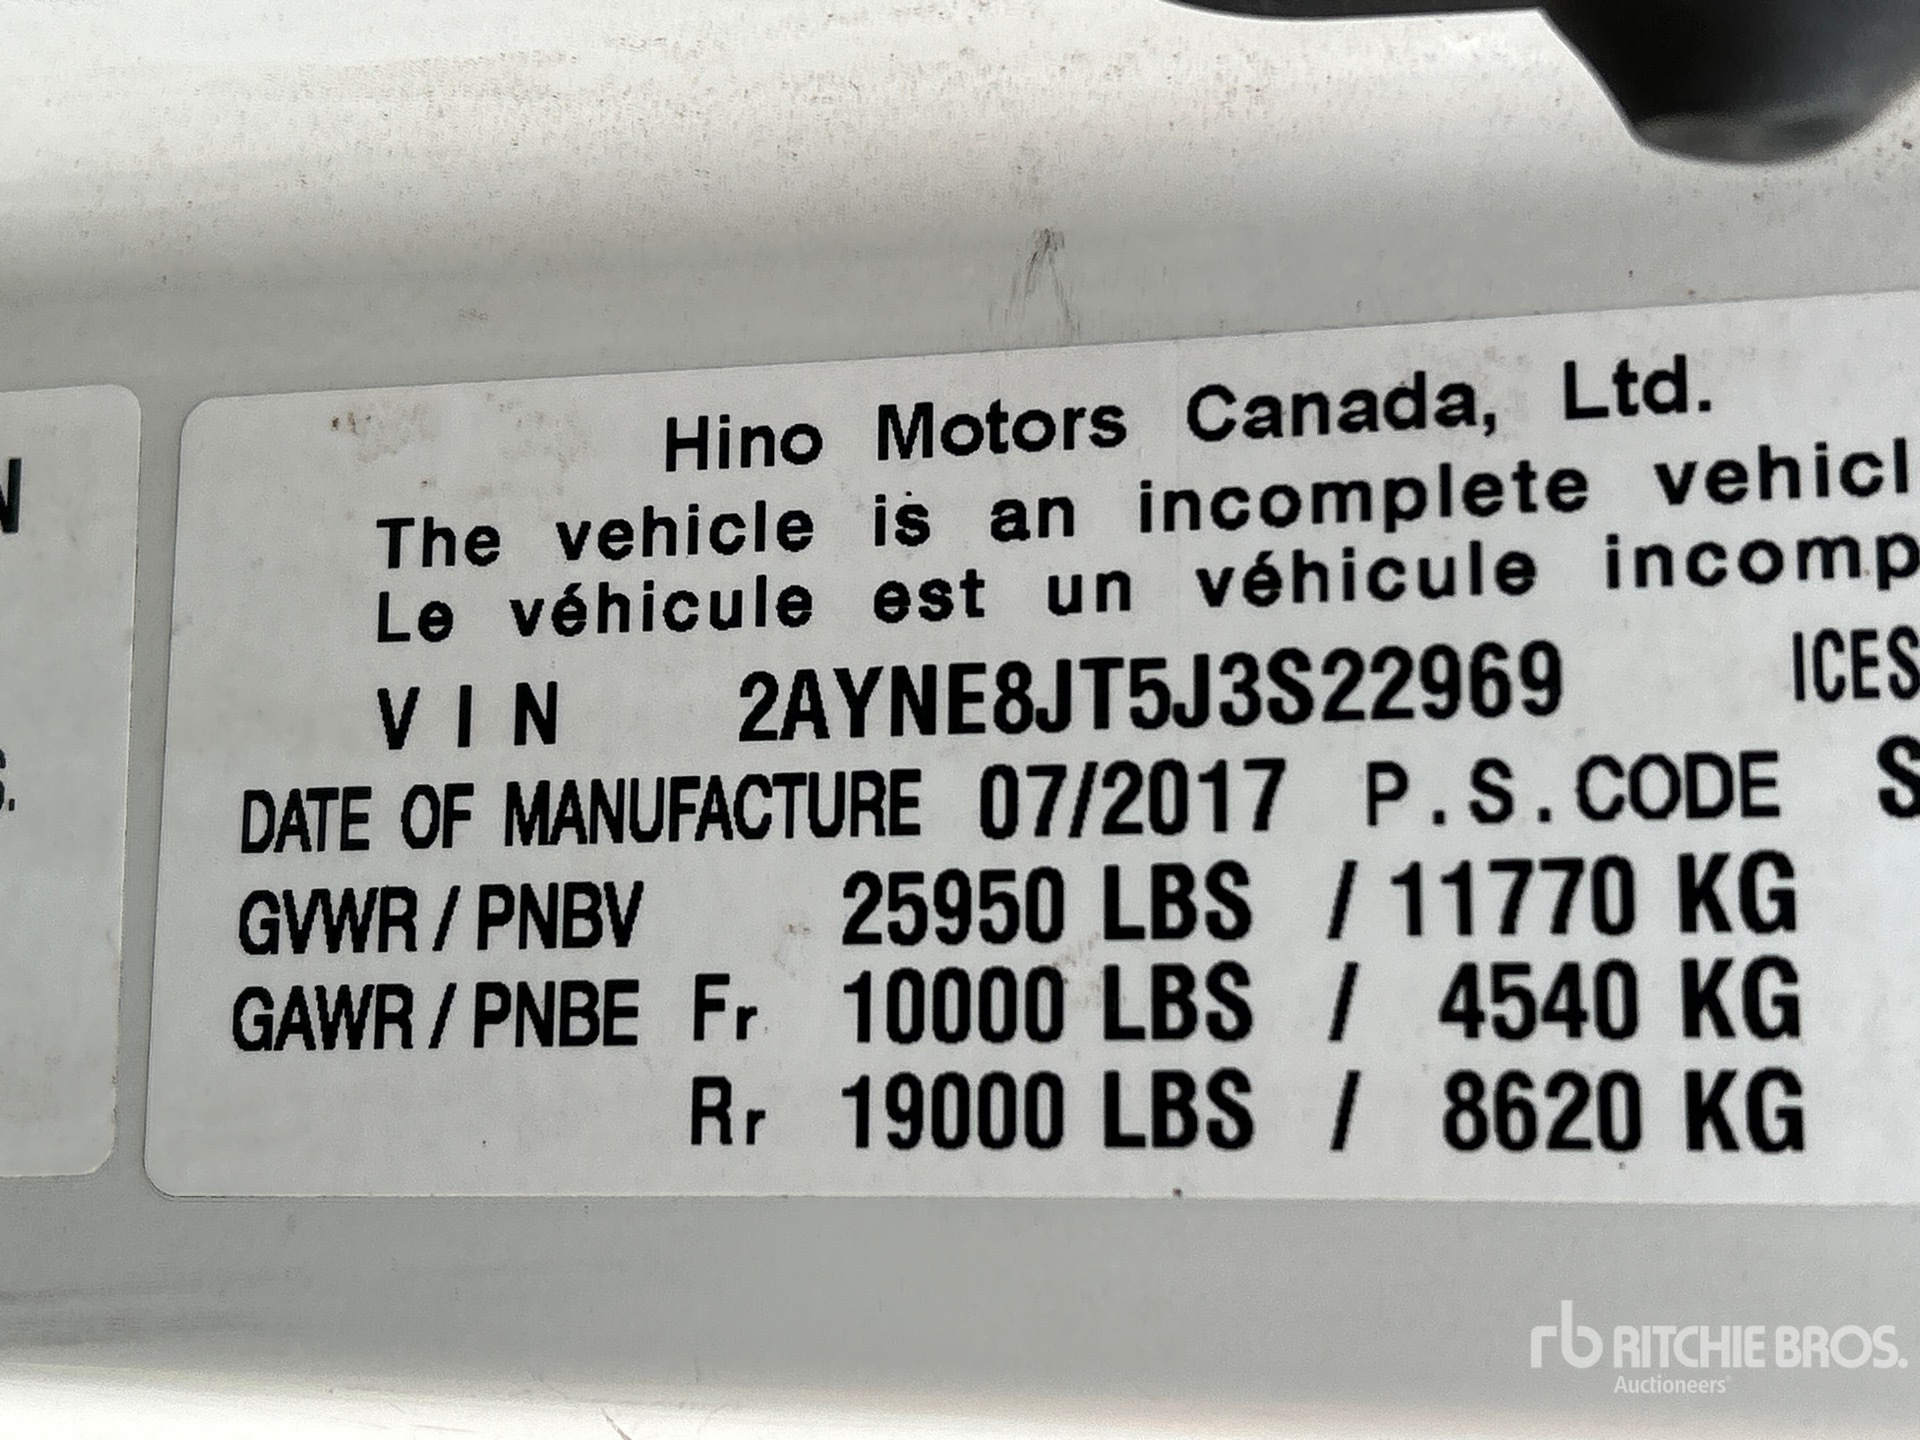 Hino Motors Canada, Ltd.
The vehicle is an incomplete vehicl
Le véhicule est un véhicule incomp
VIN 2AYNE8JT5J3S22969 ICES
DATE OF MANUFACTURE 07/2017 P.S.CODE S
GVWR / PNBV 25950 LBS / 11770 KG
GAWR / PNBE Fr 10000 LBS / 4540 KG
Rr 19000 LBS / 8620 KG
rb RITCHIE BROS.
Auctioneers